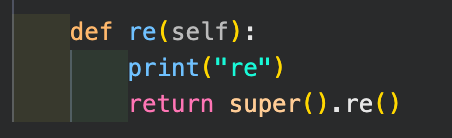 def re(self):
print("re")
return super().re()